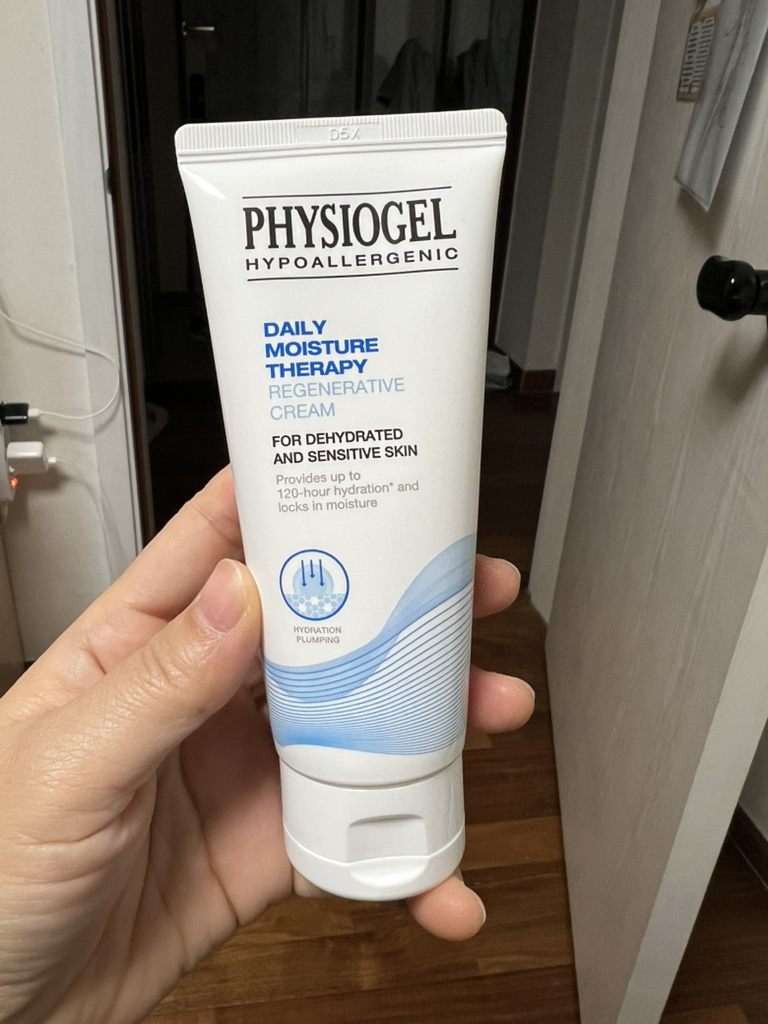 D5X
PHYSIOGEL
HYPOALLERGENIC
DAILY
MOISTURE
THERAPY
REGENERATIVE
CREAM
FOR DEHYDRATED
AND SENSITIVE SKIN
Provides up to
120-hour hydration* and
locks in moisture
HYDRATION
PLUMPING